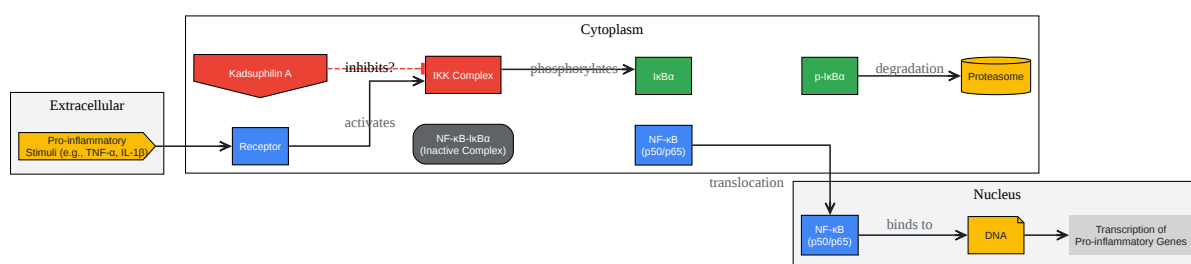 Cytoplasm
Kadsuphilin A
inhibits?
IKK Complex
phosphorylates
IκBα
p-IκBα
degradation
Proteasome
Extracellular
Pro-inflammatory
Stimuli (e.g., TNF-α, IL-1β)
Receptor
activates
NF-κB-IκBα
(Inactive Complex)
NF-κB
(p50/p65)
translocation
Nucleus
NF-κB
(p50/p65)
binds to
DNA
Transcription of
Pro-inflammatory Genes